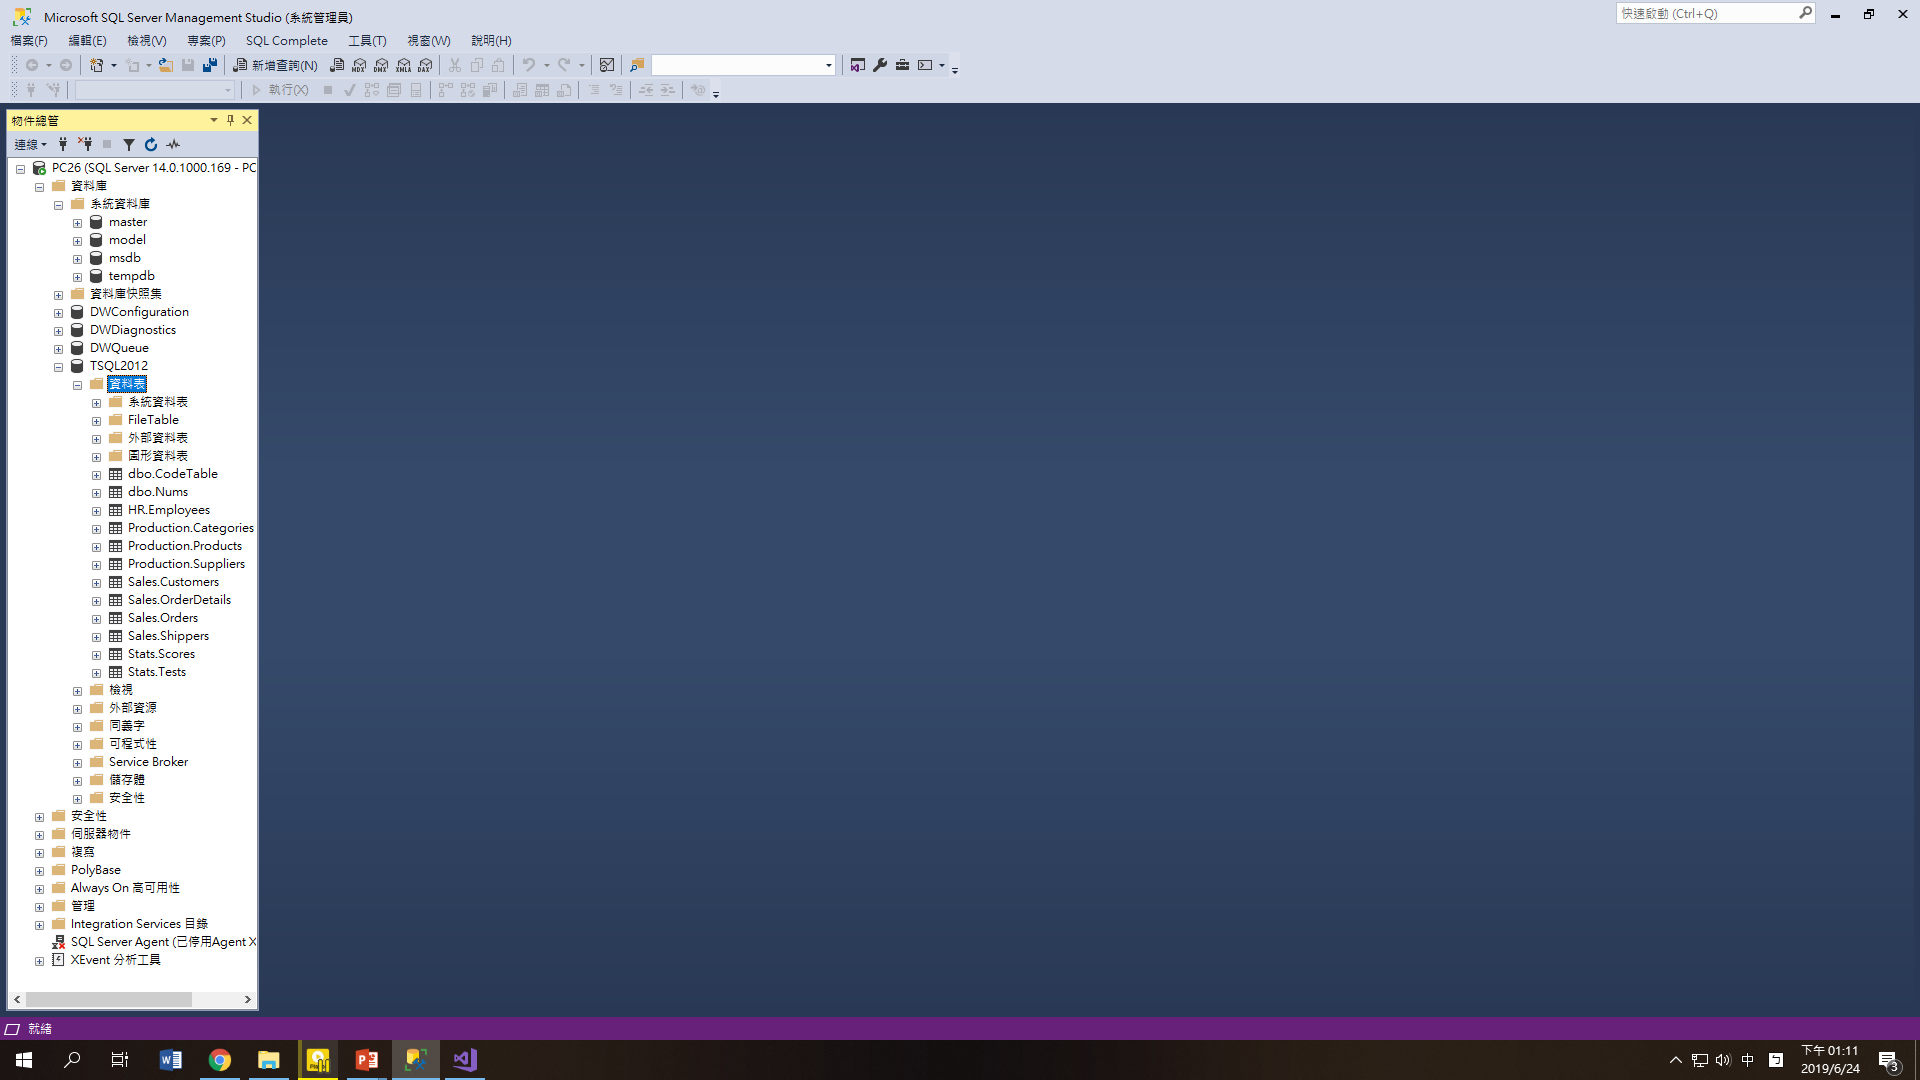 Microsoft SQL Server Management Studio (系統管理員)
快速啟動 (Ctrl+Q)
檔案(F) 編輯(E) 檢視(V) 專案(P) SQL Complete 工具(T) 視窗(W) 說明(H)
新增查詢(N) MDX DMX XMLA DAX
執行(X)
物件總管
連線
PC26 (SQL Server 14.0.1000.169 - PC
資料庫
系統資料庫
master
model
msdb
tempdb
資料庫快照集
DWConfiguration
DWDiagnostics
DWQueue
TSQL2012
資料表
系統資料表
FileTable
外部資料表
圖形資料表
dbo.CodeTable
dbo.Nums
HR.Employees
Production.Categories
Production.Products
Production.Suppliers
Sales.Customers
Sales.OrderDetails
Sales.Orders
Sales.Shippers
Stats.Scores
Stats.Tests
檢視
外部資源
同義字
可程式性
Service Broker
儲存體
安全性
安全性
伺服器物件
複寫
PolyBase
Always On 高可用性
管理
Integration Services 目錄
SQL Server Agent (已停用Agent X
XEvent 分析工具
就緒
中
下午 01:11
2019/6/24
3